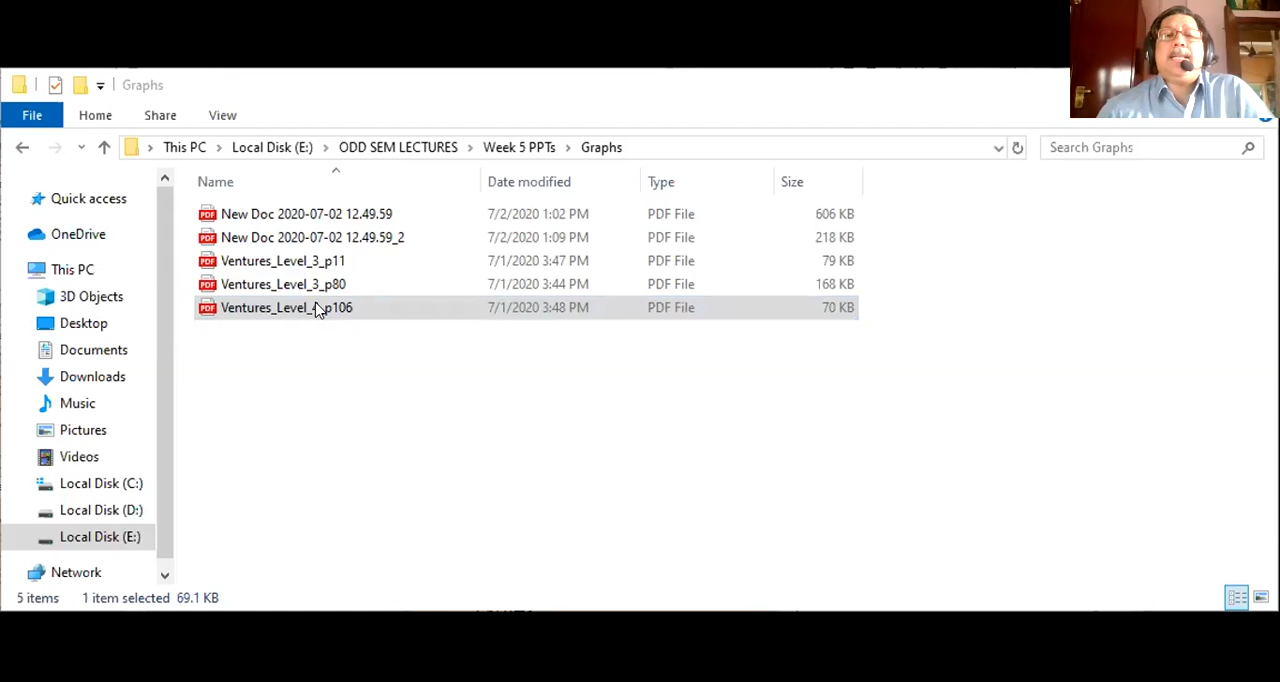 Graphs
File Home Share View
This PC Local Disk (E:) ODD SEM LECTURES Week 5 PPTs Graphs Search Graphs
Name Date modified Type Size
New Doc 2020-07-02 12.49.59 7/2/2020 1:02 PM PDF File 606 KB
New Doc 2020-07-02 12.49.59_2 7/2/2020 1:09 PM PDF File 218 KB
Ventures_Level_3_p11 7/1/2020 3:47 PM PDF File 79 KB
Ventures_Level_3_p80 7/1/2020 3:44 PM PDF File 168 KB
7/1/2020 3:48 PM PDF File 70 KB
Quick access
OneDrive
This PC
3D Objects
Desktop
Documents
Downloads
Music
Pictures
Videos
Local Disk (C:)
Local Disk (D:)
Local Disk (E:)
Network
5 items 1 item selected 69.1 KB